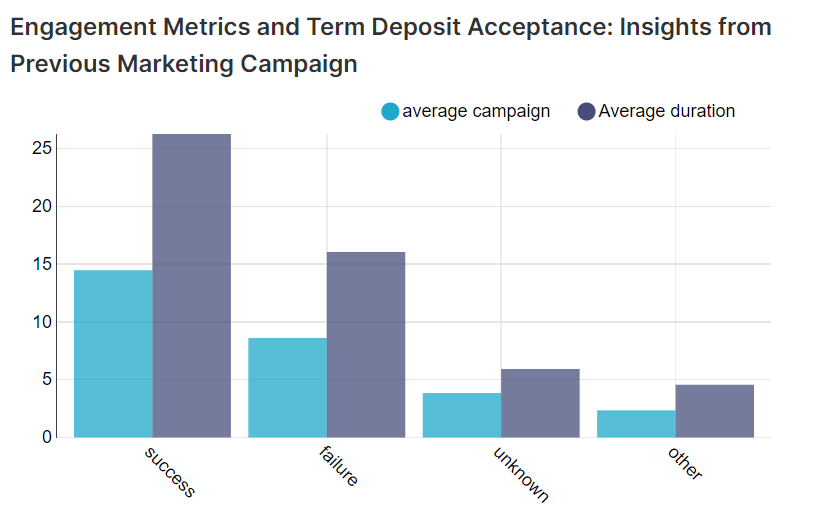 Engagement Metrics and Term Deposit Acceptance: Insights from
Previous Marketing Campaign
average campaign Average duration
25
20
15
10
5
0
success failure unknown other